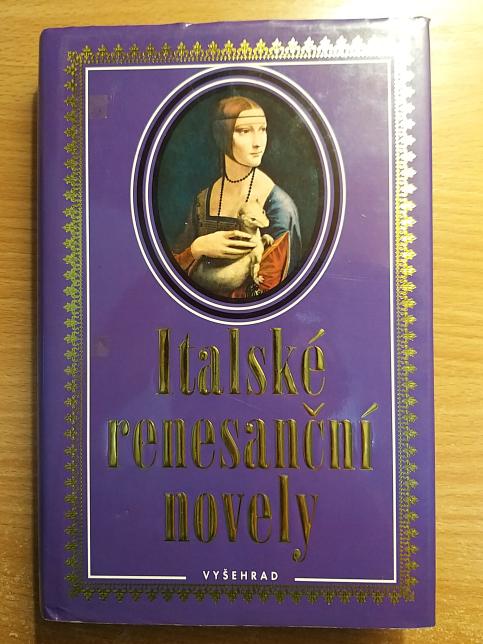 Italské
renesanční
novely
VYŠEHRAD